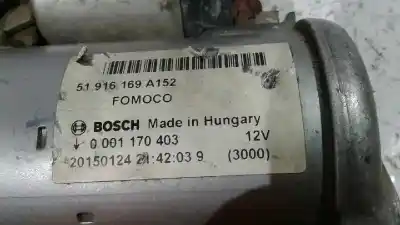 51 916 169 A152
FOMOCO
BOSCH Made in Hungary
0 001 170 403 12V
20150124 21:42:03 9 (3000)